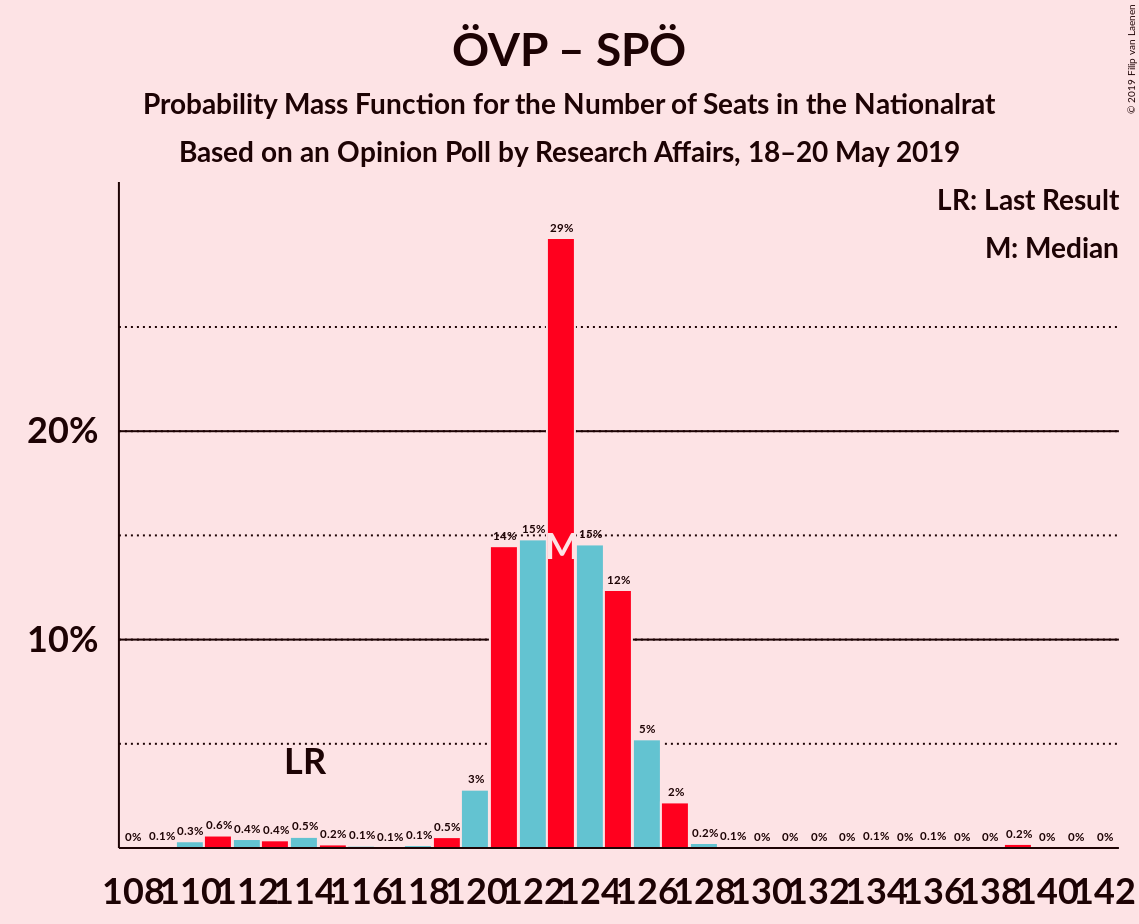 ÖVP – SPÖ
Probability Mass Function for the Number of Seats in the Nationalrat
Based on an Opinion Poll by Research Affairs, 18–20 May 2019
© 2019 Filip van Laenen
LR: Last Result
M: Median
29%
20%
14% 15% M 15%
12%
10%
5%
LR
3% 2%
0% 0.1% 0.3% 0.6% 0.4% 0.4% 0.5% 0.2% 0.1% 0.1% 0.1% 0.5% 0.2% 0.1% 0% 0% 0% 0% 0.1% 0% 0.1% 0% 0% 0.2% 0% 0% 0%
108 110 112 114 116 118 120 122 124 126 128 130 132 134 136 138 140 142